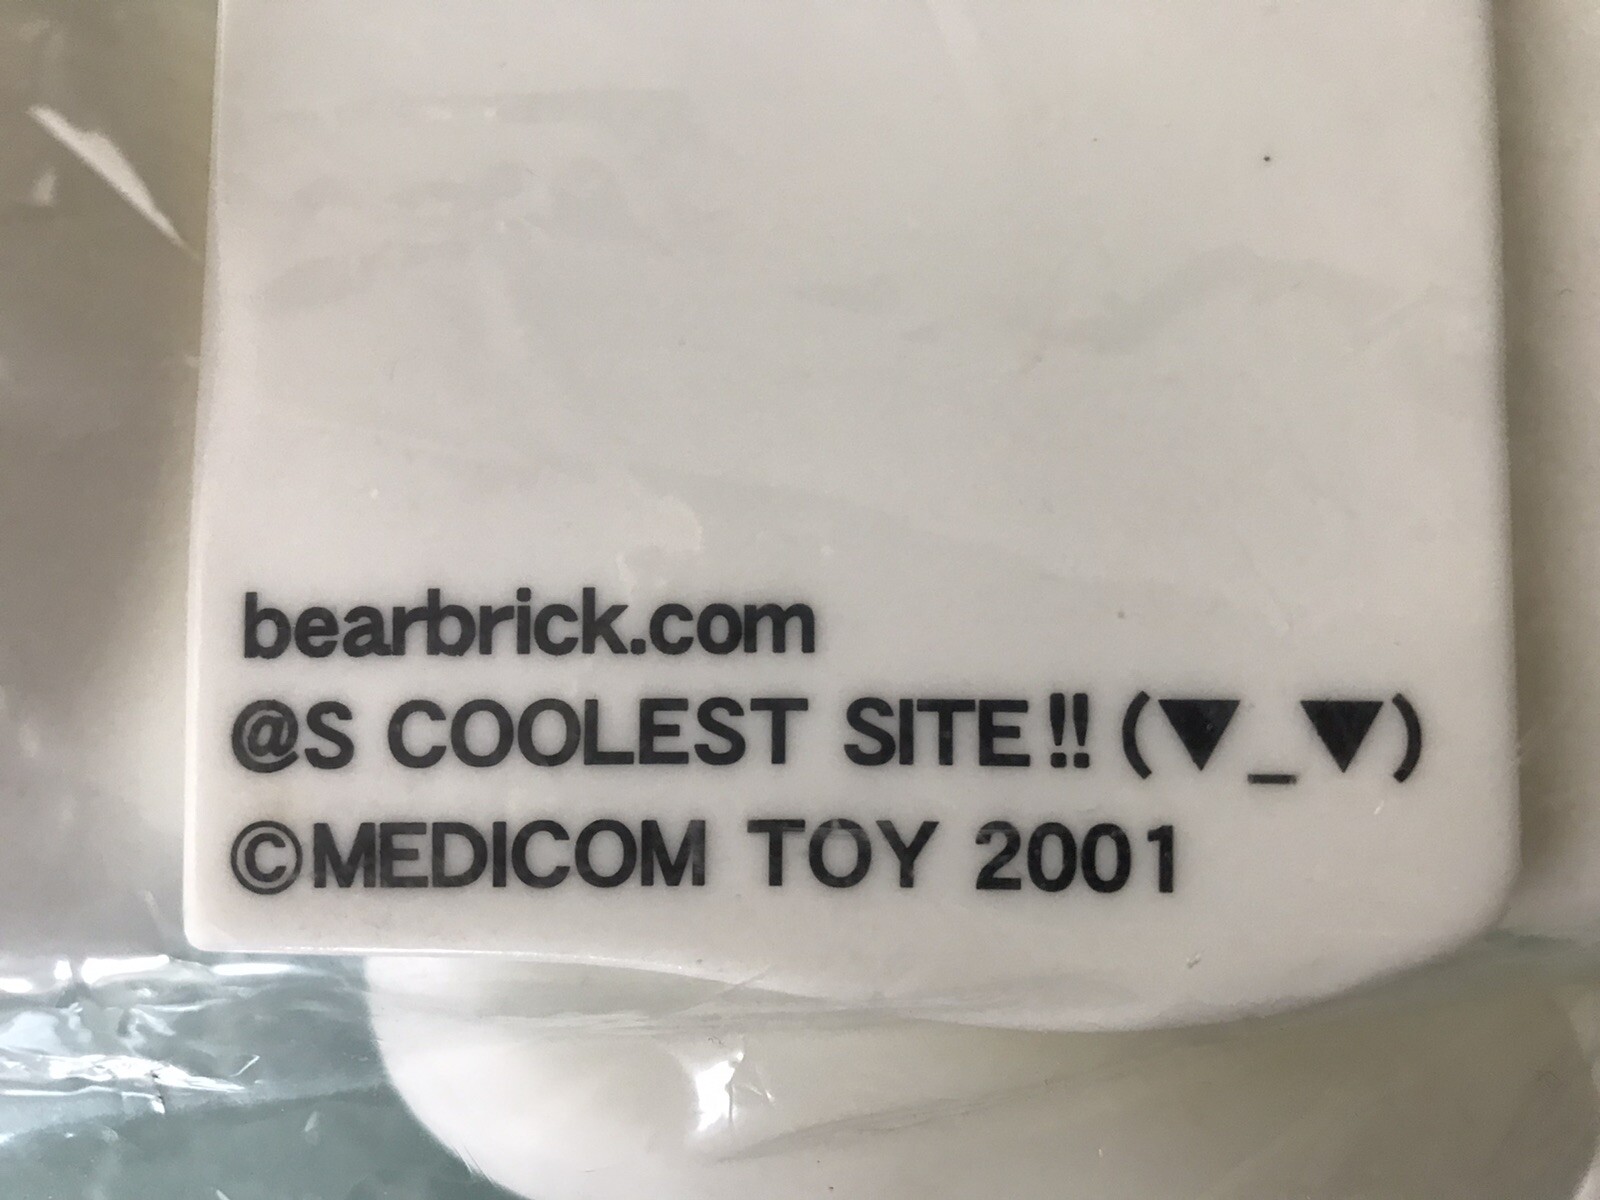 bearbrick.com
@S COOLEST SITE!! (▼_▼)
©MEDICOM TOY 2001